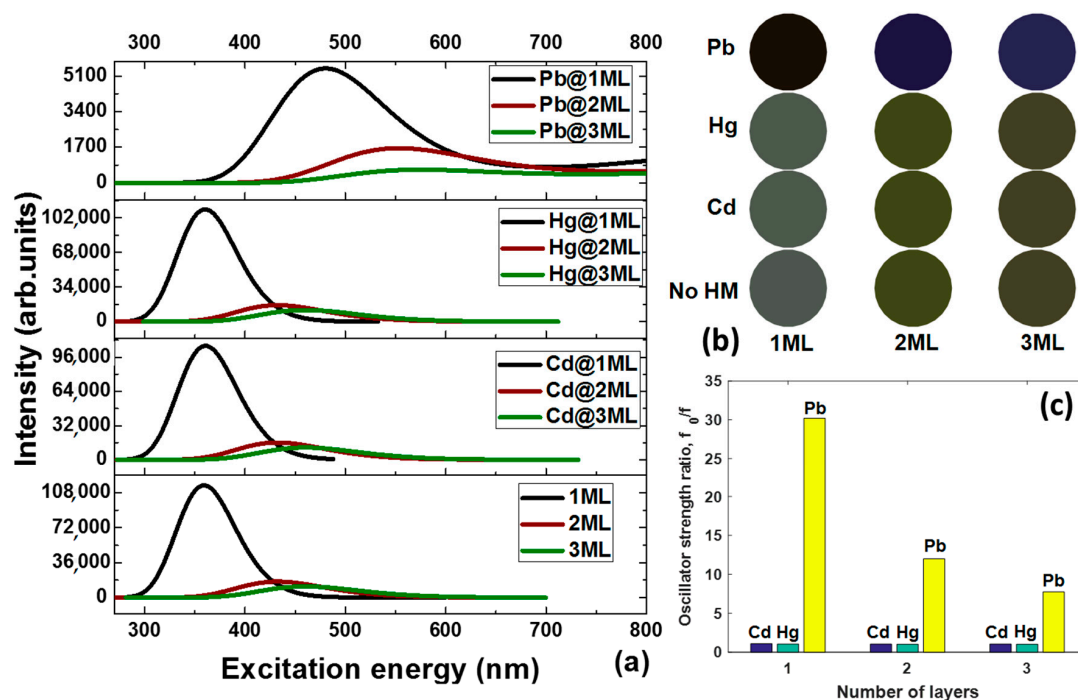 300 400 500 600 700 800
5100
3400
1700
0
Pb@1ML
Pb@2ML
Pb@3ML
102,000
68,000
34,000
0
Hg@1ML
Hg@2ML
Hg@3ML
96,000
64,000
32,000
0
Cd@1ML
Cd@2ML
Cd@3ML
108,000
72,000
36,000
0
1ML
2ML
3ML
300 400 500 600 700 800
Intensity (arb.units)
Excitation energy (nm)
(a)
Pb
Hg
Cd
No HM
1ML 2ML 3ML
(b)
1 2 3
(c)
35
30
25
20
15
10
5
0
Oscillator strength ratio, f_0/f
Cd Hg Pb
Cd Hg Pb
Cd Hg Pb
1 2 3
Number of layers